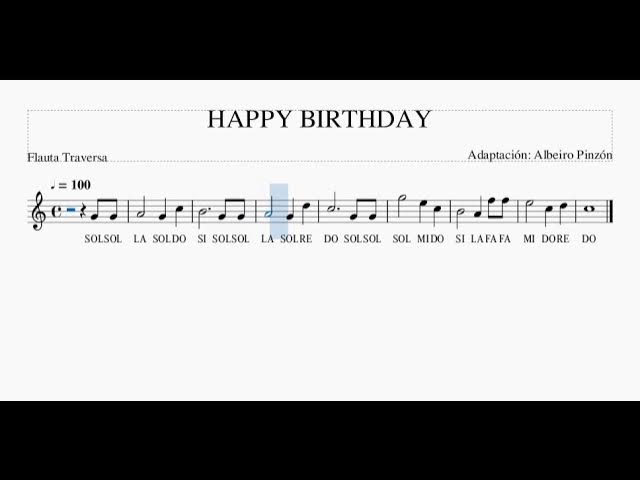 HAPPY BIRTHDAY
Flauta Traversa
Adaptación: Albeiro Pinzón
♩ = 100
SOLSOL LA SOLDO SI SOLSOL LA SOLRE DO SOLSOL SOL MIDO SI LAFAFA MI DORE DO